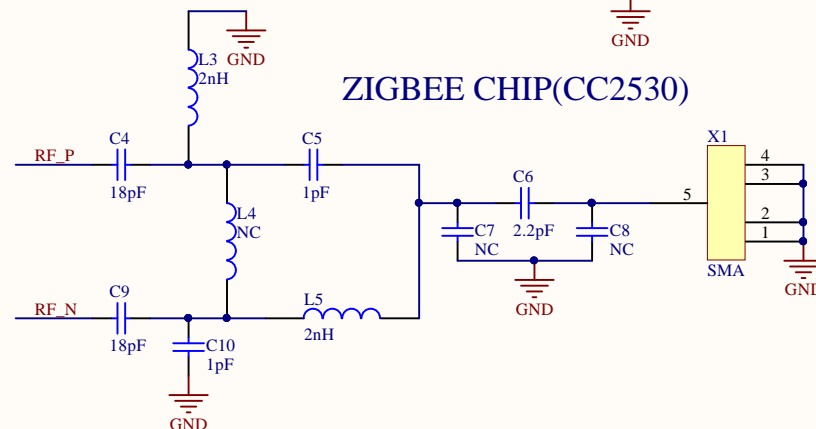 GND
L3
2nH
GND
ZIGBEE CHIP(CC2530)
RF_P
C4
18pF
C5
1pF
L4
NC
C6
2.2pF
C7
NC
C8
NC
GND
X1
5
4
3
2
1
SMA
GND
RF_N
C9
18pF
L5
2nH
C10
1pF
GND